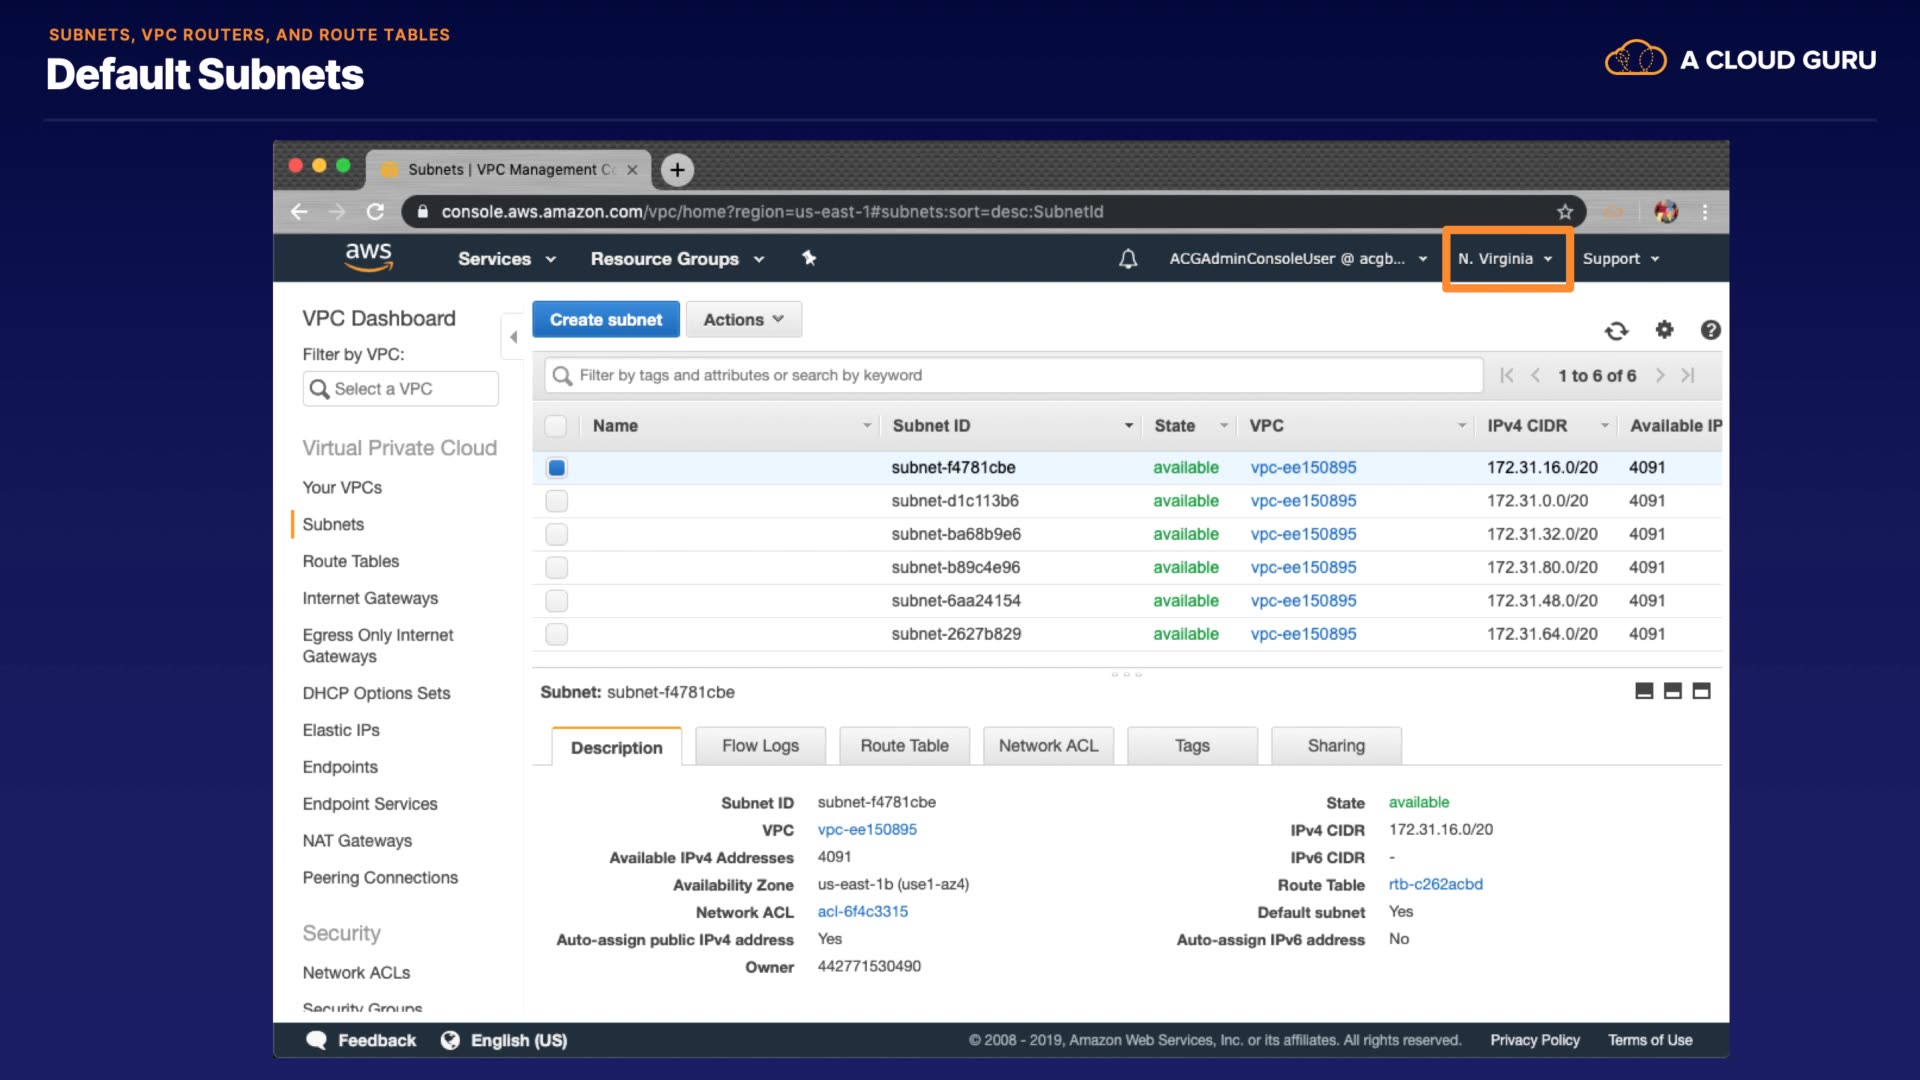 SUBNETS, VPC ROUTERS, AND ROUTE TABLES
Default Subnets
A CLOUD GURU
Subnets | VPC Management
console.aws.amazon.com/vpc/home?region=us-east-1#subnets:sort=desc:SubnetId
aws Services Resource Groups ACGAdminConsoleUser @ acgb... N. Virginia Support
VPC Dashboard
Filter by VPC:
Select a VPC
Virtual Private Cloud
Your VPCs
Subnets
Route Tables
Internet Gateways
Egress Only Internet
Gateways
DHCP Options Sets
Elastic IPs
Endpoints
Endpoint Services
NAT Gateways
Peering Connections
Security
Network ACLs
Security Groups
Create subnet Actions
Filter by tags and attributes or search by keyword 1 to 6 of 6
Name Subnet ID State VPC IPv4 CIDR Available IP
subnet-f4781cbe available vpc-ee150895 172.31.16.0/20 4091
subnet-d1c113b6 available vpc-ee150895 172.31.0.0/20 4091
subnet-ba68b9e6 available vpc-ee150895 172.31.32.0/20 4091
subnet-b89c4e96 available vpc-ee150895 172.31.80.0/20 4091
subnet-6aa24154 available vpc-ee150895 172.31.48.0/20 4091
subnet-2627b829 available vpc-ee150895 172.31.64.0/20 4091
Subnet: subnet-f4781cbe
Description Flow Logs Route Table Network ACL Tags Sharing
Subnet ID subnet-f4781cbe State available
VPC vpc-ee150895 IPv4 CIDR 172.31.16.0/20
Available IPv4 Addresses 4091 IPv6 CIDR -
Availability Zone us-east-1b (use1-az4) Route Table rtb-c262acbd
Network ACL acl-6f4c3315 Default subnet Yes
Auto-assign public IPv4 address Yes Auto-assign IPv6 address No
Owner 442771530490
Feedback English (US) © 2008 - 2019, Amazon Web Services, Inc. or its affiliates. All rights reserved. Privacy Policy Terms of Use